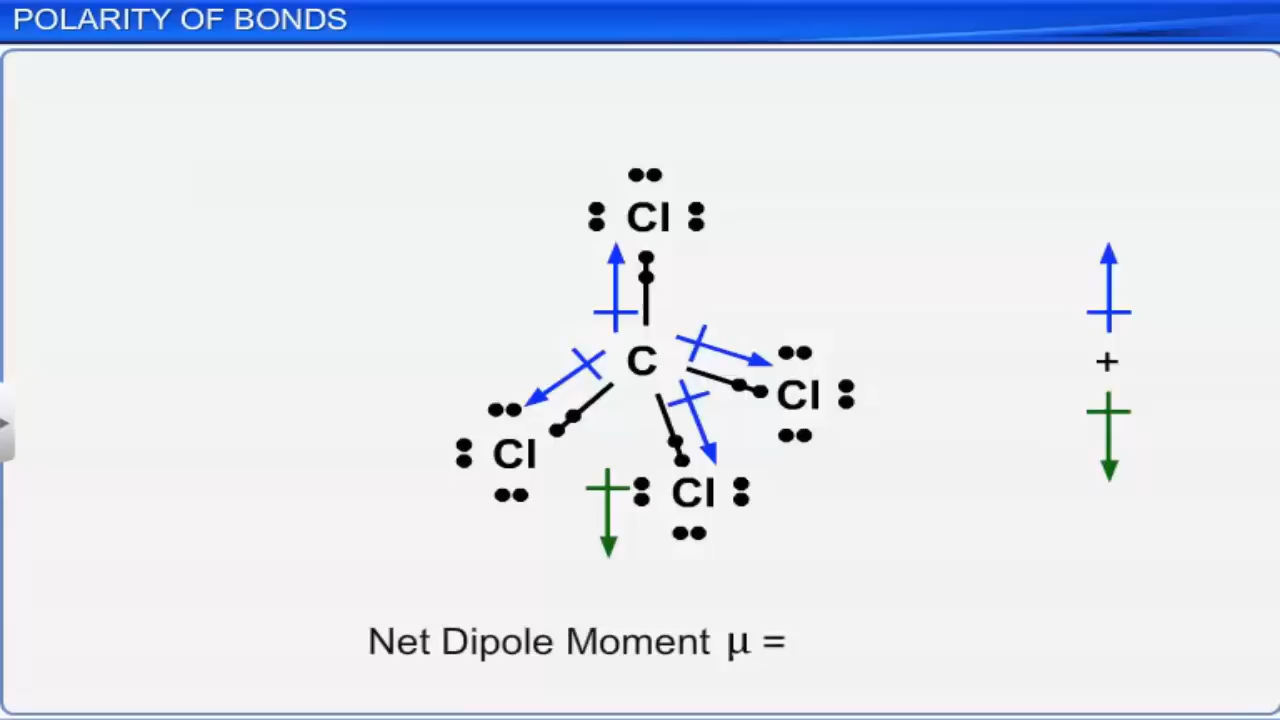 POLARITY OF BONDS
Cl
C
Cl
Cl
Cl
+
Net Dipole Moment μ =